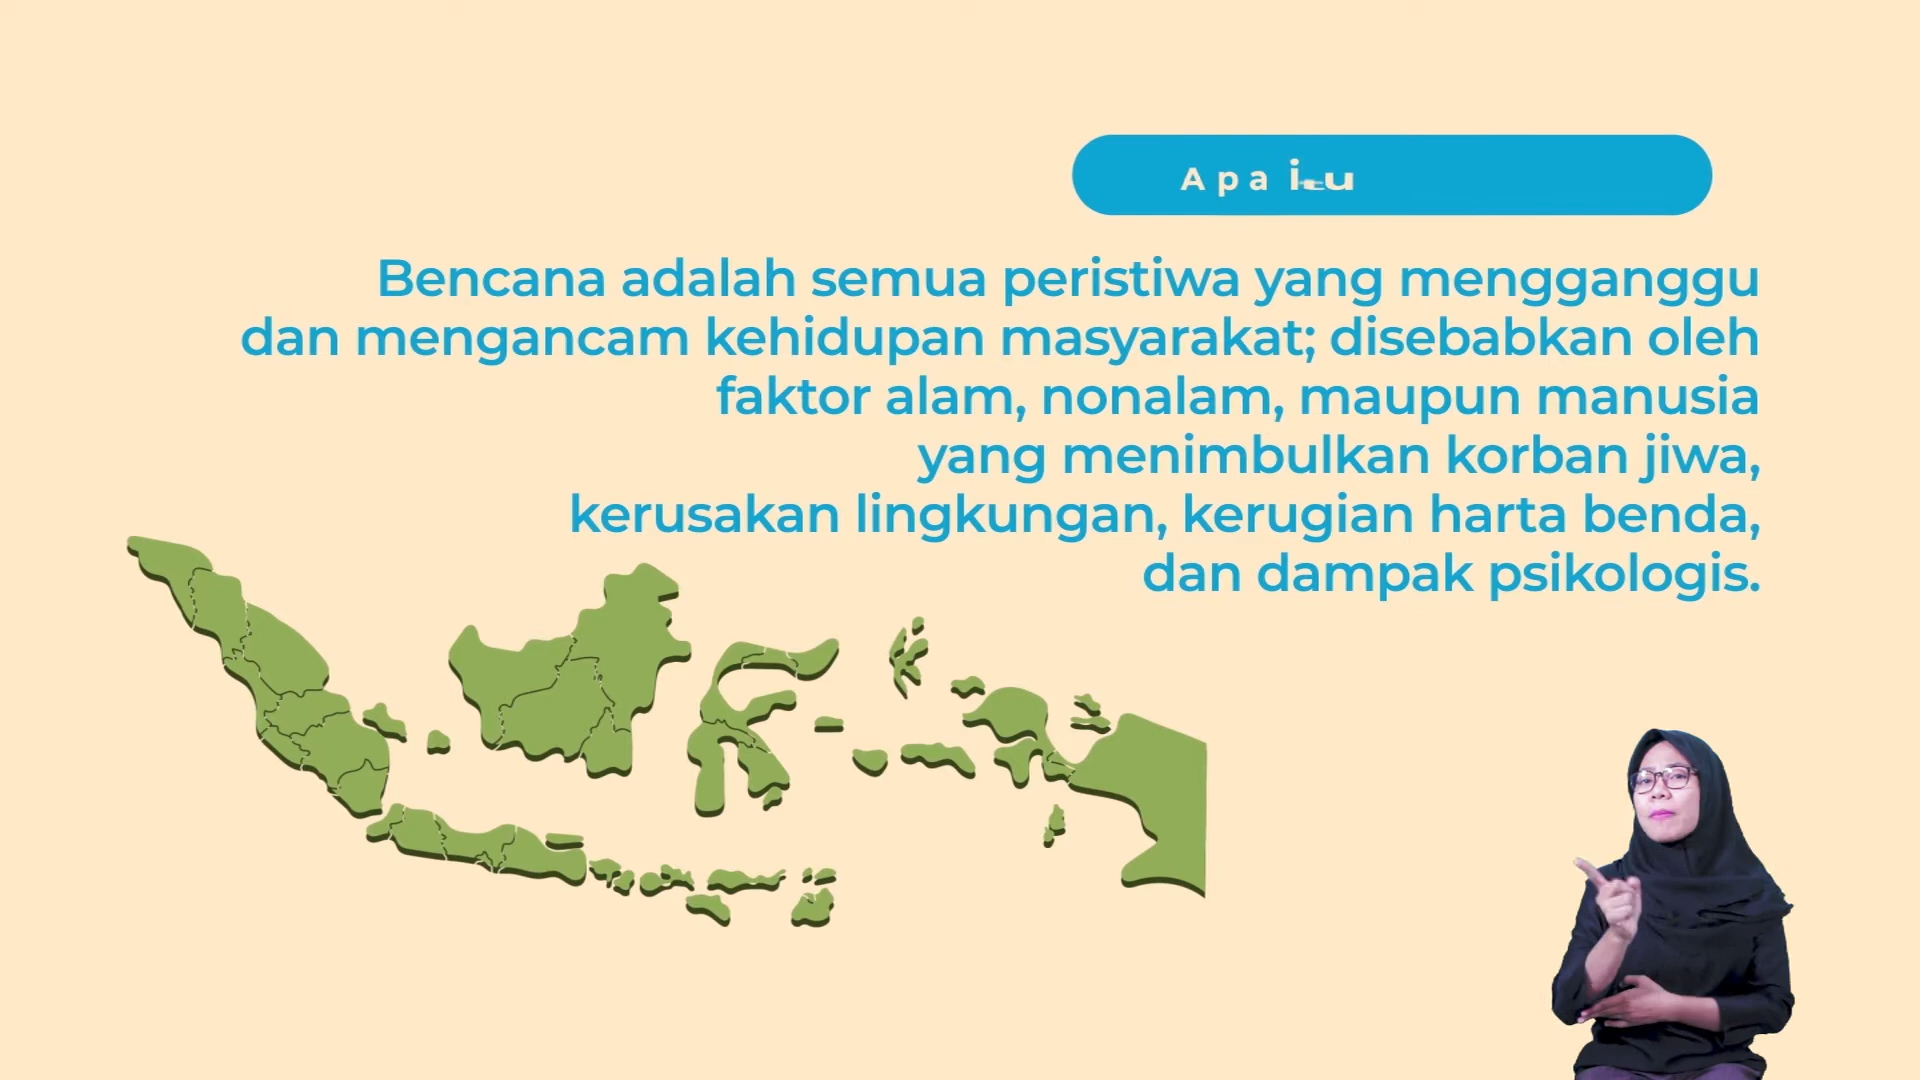 Apa itu
Bencana adalah semua peristiwa yang mengganggu
dan mengancam kehidupan masyarakat; disebabkan oleh
faktor alam, nonalam, maupun manusia
yang menimbulkan korban jiwa,
kerusakan lingkungan, kerugian harta benda,
dan dampak psikologis.